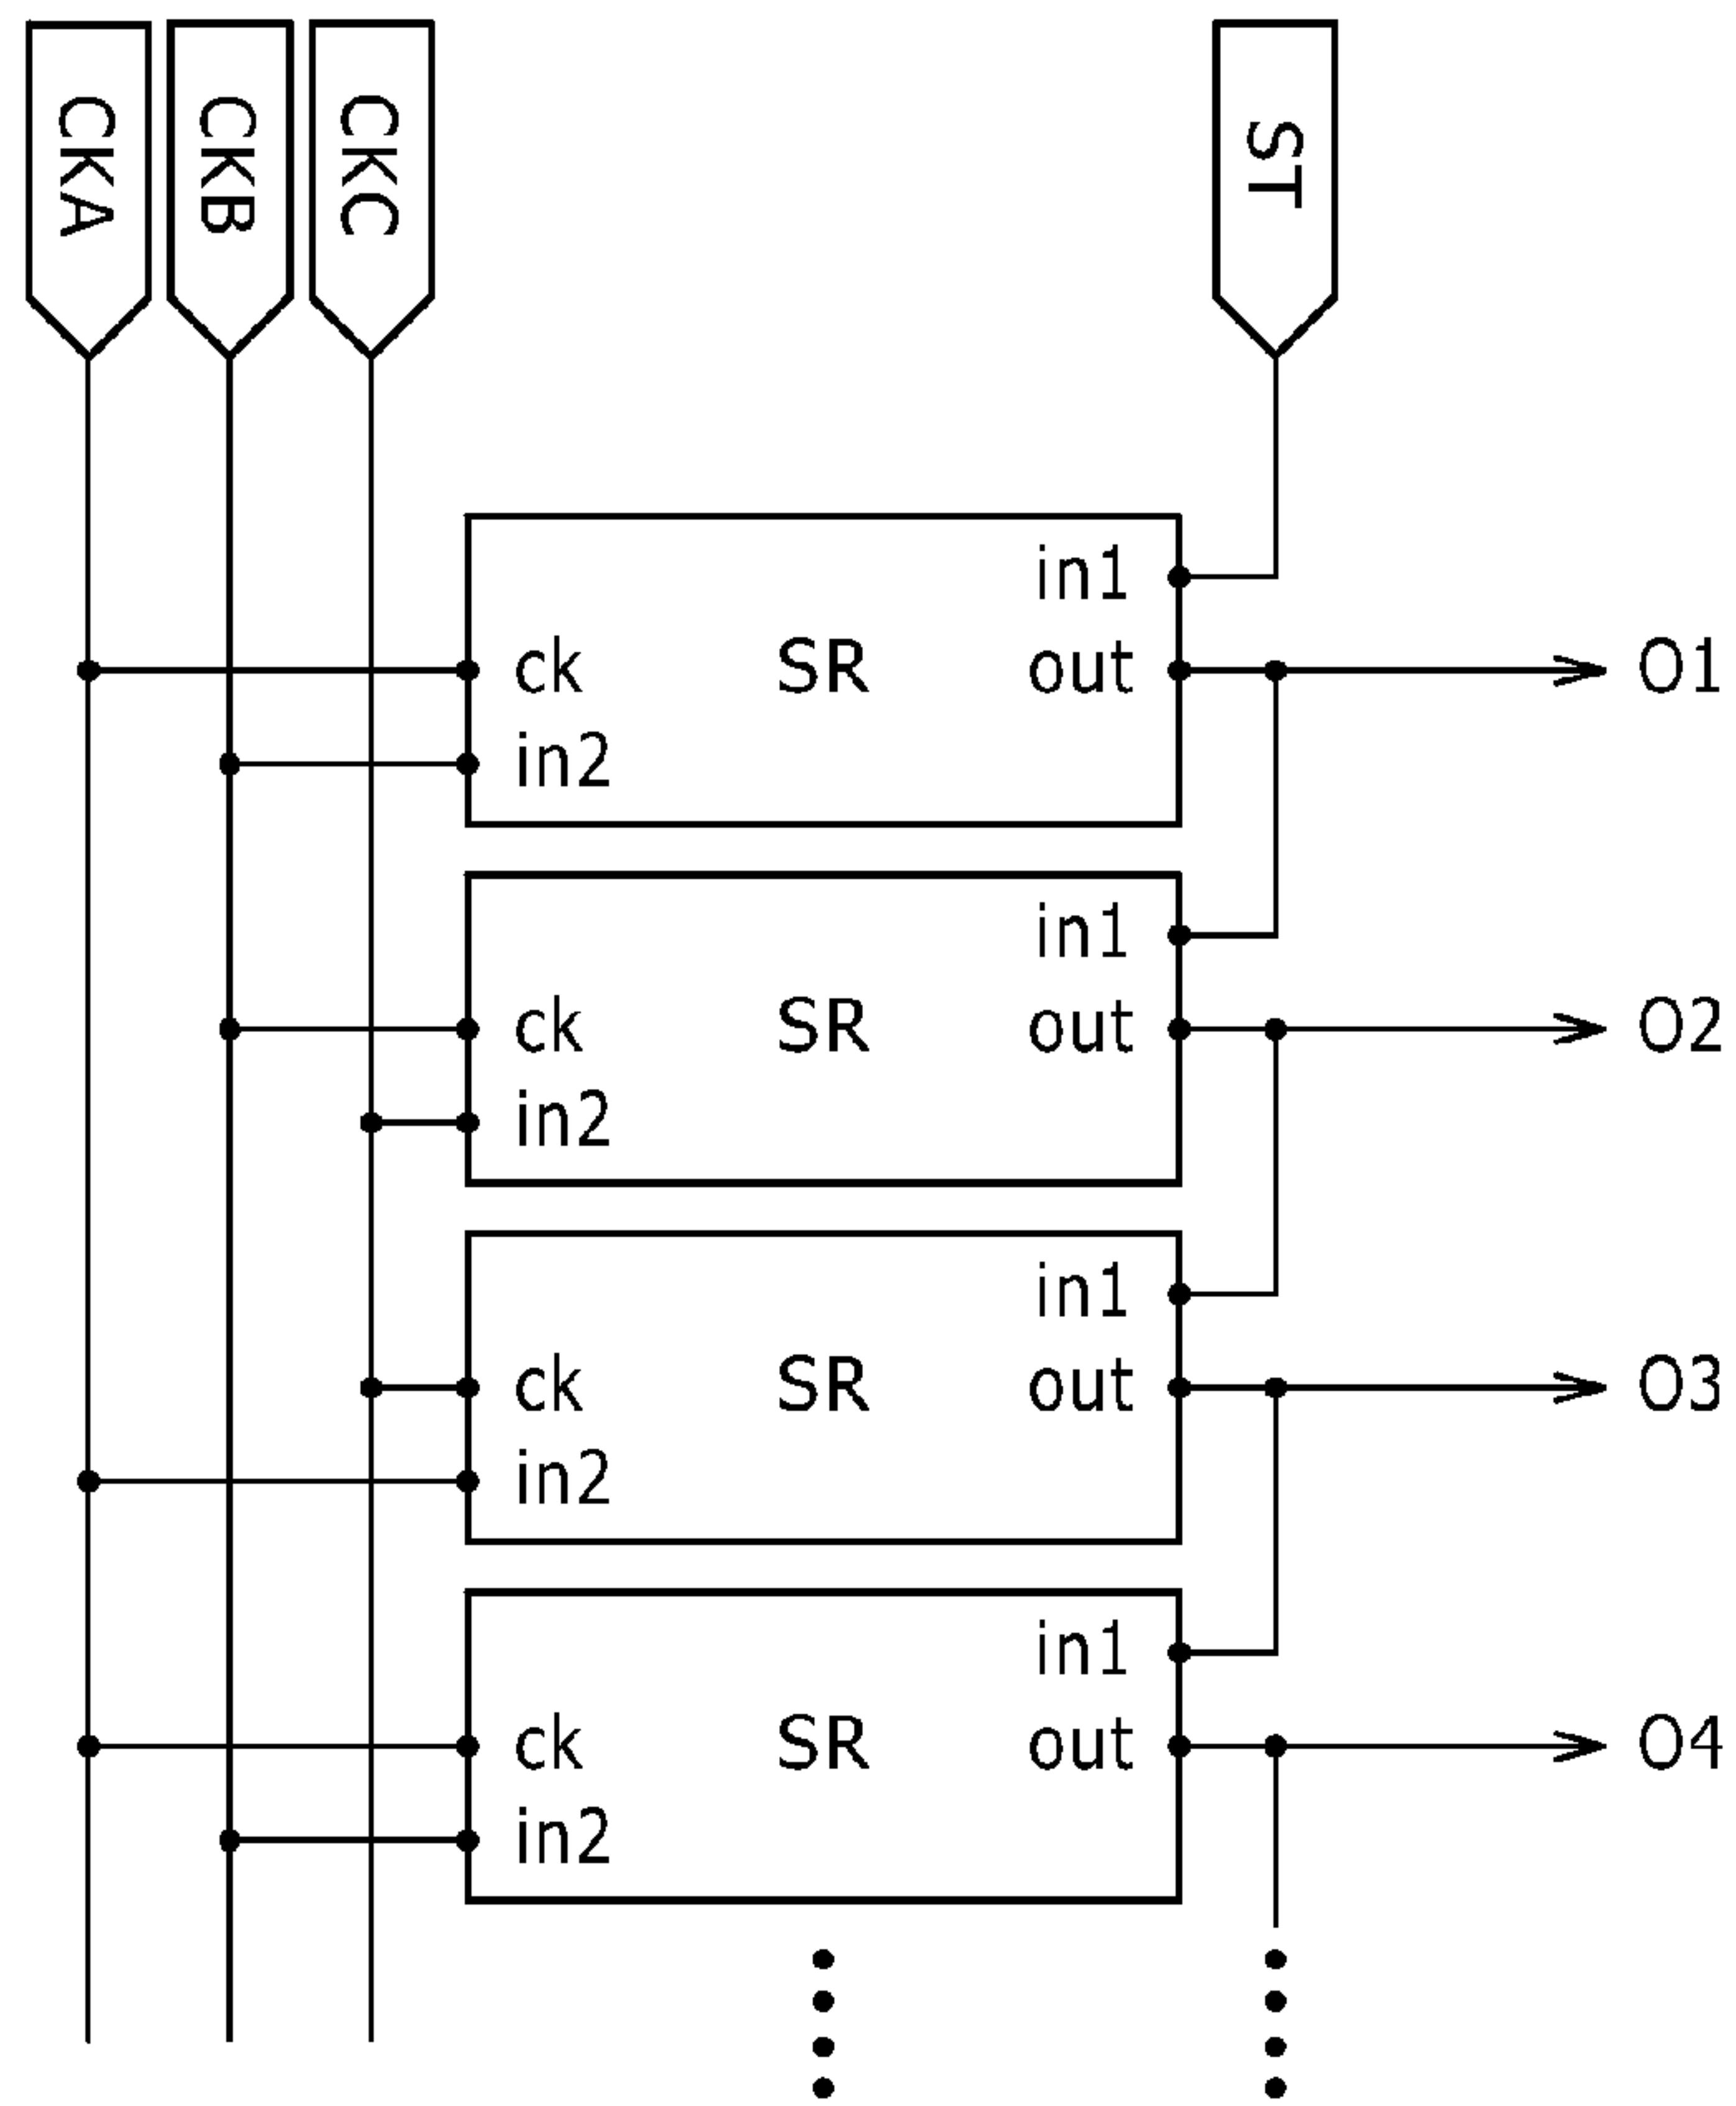 CKA
CKB
CKC
ST
in1
ck SR out O1
in2
in1
ck SR out O2
in2
in1
ck SR out O3
in2
in1
ck SR out O4
in2